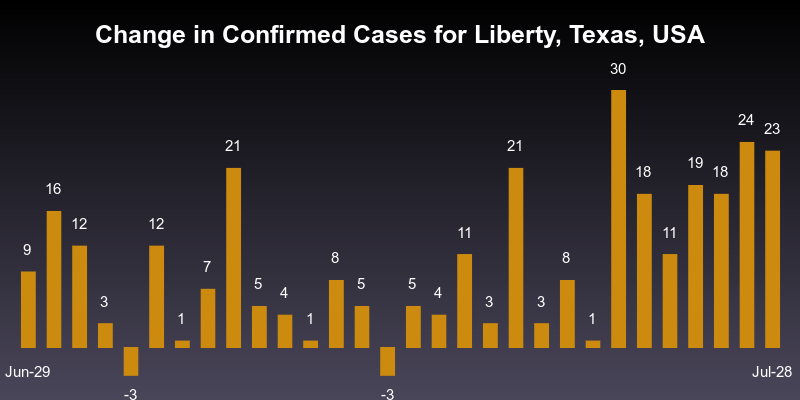 Change in Confirmed Cases for Liberty, Texas, USA
9 16 12 3 -3 12 1 7 21 5 4 1 8 5 -3 5 4 11 3 21 3 8 1 30 18 11 19 18 24 23
Jun-29 Jul-28